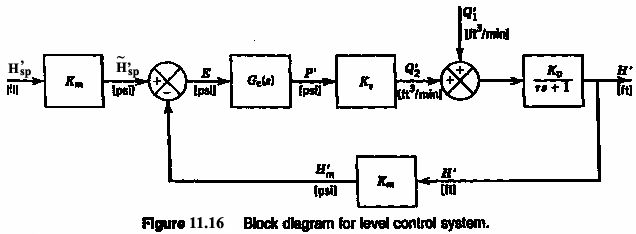 Q'₁
[ft³/min]
H'sp
[ft]
Kₘ
H̃'sp
[psi]
+
−
E
[psi]
G꜀(s)
P'
[psi]
Kᵥ
Q'₂
[ft³/min]
+
+
Kₚ
τs + 1
H'
[ft]
H'ₘ
[psi]
Kₘ
H'
[ft]
Figure 11.16 Block diagram for level control system.